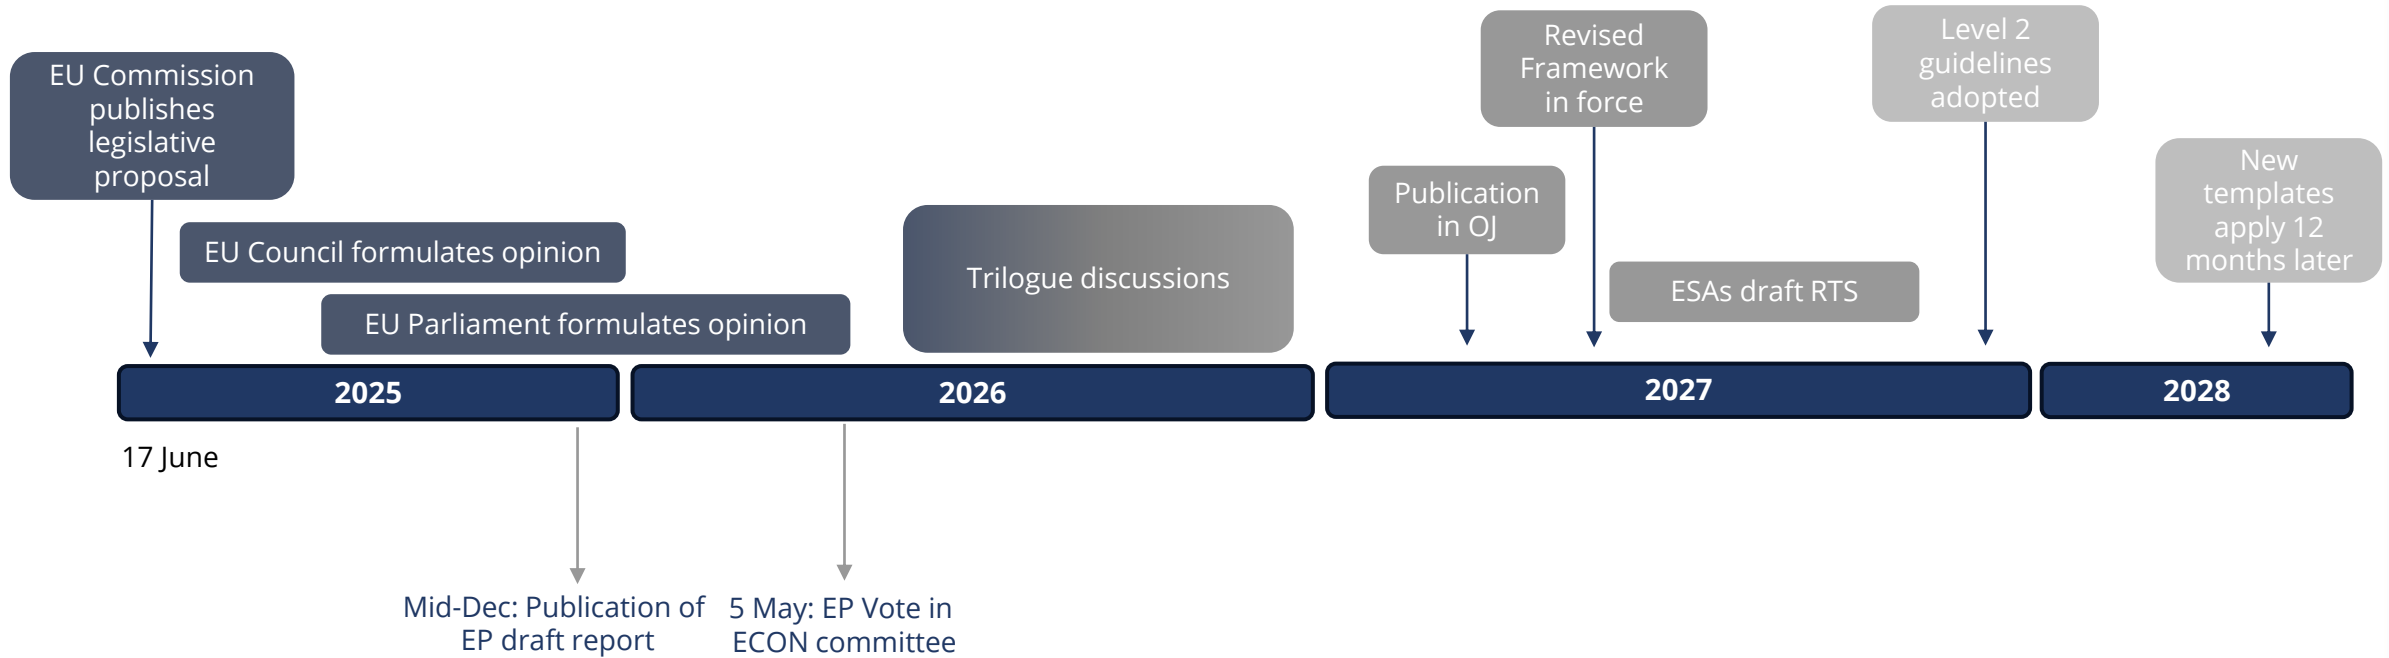 EU Commission
publishes
legislative
proposal
EU Council formulates opinion
EU Parliament formulates opinion
Trilogue discussions
Publication
in OJ
Revised
Framework
in force
ESAs draft RTS
Level 2
guidelines
adopted
New
templates
apply 12
months later
2025
2026
2027
2028
17 June
Mid-Dec: Publication of
EP draft report
5 May: EP Vote in
ECON committee